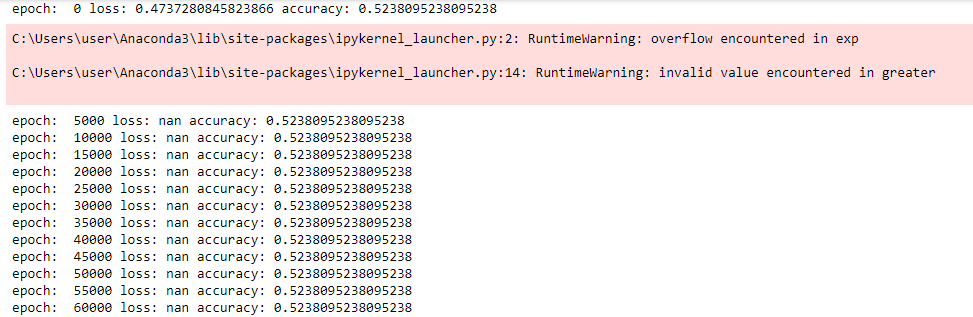 epoch:  0 loss: 0.4737280845823866 accuracy: 0.5238095238095238
C:\Users\user\Anaconda3\lib\site-packages\ipykernel_launcher.py:2: RuntimeWarning: overflow encountered in exp
C:\Users\user\Anaconda3\lib\site-packages\ipykernel_launcher.py:14: RuntimeWarning: invalid value encountered in greater
epoch:  5000 loss: nan accuracy: 0.5238095238095238
epoch:  10000 loss: nan accuracy: 0.5238095238095238
epoch:  15000 loss: nan accuracy: 0.5238095238095238
epoch:  20000 loss: nan accuracy: 0.5238095238095238
epoch:  25000 loss: nan accuracy: 0.5238095238095238
epoch:  30000 loss: nan accuracy: 0.5238095238095238
epoch:  35000 loss: nan accuracy: 0.5238095238095238
epoch:  40000 loss: nan accuracy: 0.5238095238095238
epoch:  45000 loss: nan accuracy: 0.5238095238095238
epoch:  50000 loss: nan accuracy: 0.5238095238095238
epoch:  55000 loss: nan accuracy: 0.5238095238095238
epoch:  60000 loss: nan accuracy: 0.5238095238095238